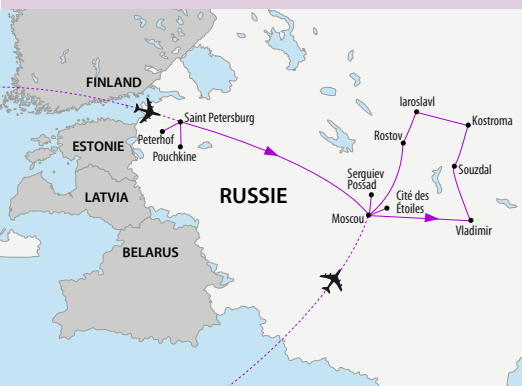 FINLAND
Saint Petersburg
Peterhof
Pouchkine
ESTONIE
LATVIA
BELARUS
RUSSIE
Iaroslavl
Kostroma
Rostov
Souzdal
Serguiev
Possad
Cité des
Étoiles
Moscou
Vladimir